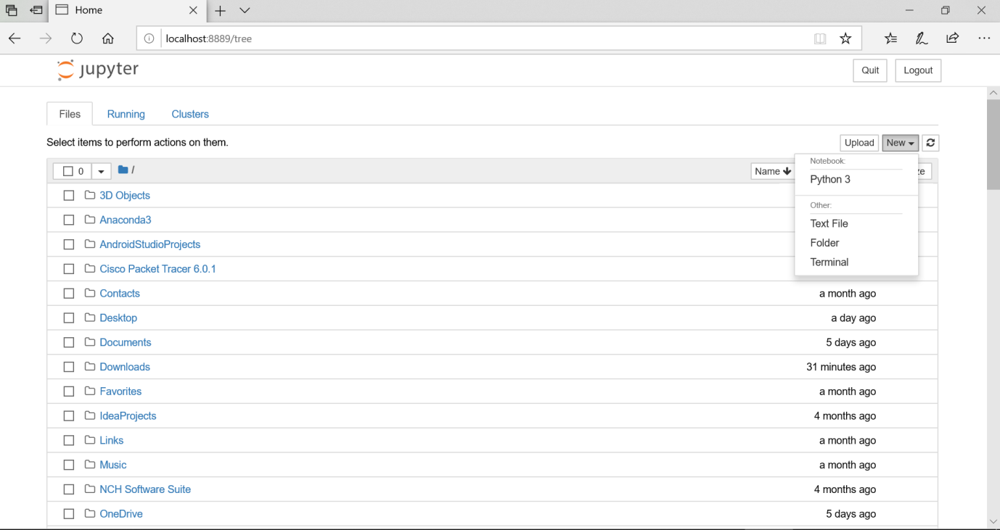 Home
localhost:8889/tree
jupyter
Quit Logout
Files Running Clusters
Select items to perform actions on them.
Upload New
0 / Name ze
Notebook:
Python 3
Other:
Text File
Folder
Terminal
3D Objects
Anaconda3
AndroidStudioProjects
Cisco Packet Tracer 6.0.1
Contacts a month ago
Desktop a day ago
Documents 5 days ago
Downloads 31 minutes ago
Favorites a month ago
IdeaProjects 4 months ago
Links a month ago
Music a month ago
NCH Software Suite 4 months ago
OneDrive 5 days ago